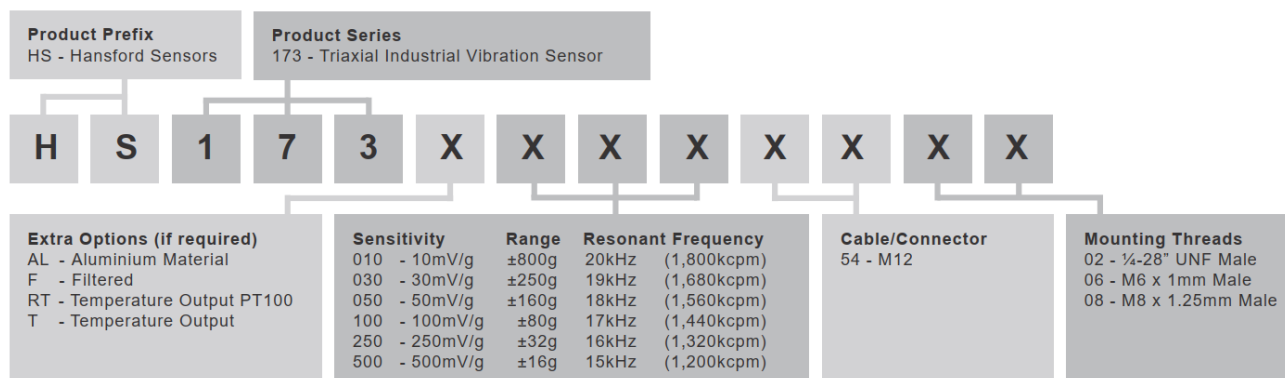 Product Prefix
HS - Hansford Sensors
Product Series
173 - Triaxial Industrial Vibration Sensor
H S 1 7 3 X X X X X X X X
Extra Options (if required)
AL - Aluminium Material
F - Filtered
RT - Temperature Output PT100
T - Temperature Output
Sensitivity Range Resonant Frequency
010 - 10mV/g ±800g 20kHz (1,800kcpm)
030 - 30mV/g ±250g 19kHz (1,680kcpm)
050 - 50mV/g ±160g 18kHz (1,560kcpm)
100 - 100mV/g ±80g 17kHz (1,440kcpm)
250 - 250mV/g ±32g 16kHz (1,320kcpm)
500 - 500mV/g ±16g 15kHz (1,200kcpm)
Cable/Connector
54 - M12
Mounting Threads
02 - ¼-28” UNF Male
06 - M6 x 1mm Male
08 - M8 x 1.25mm Male